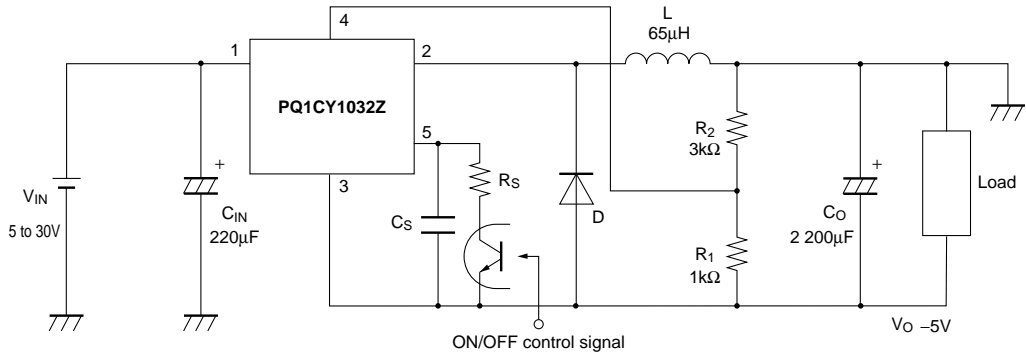 4
L
65μH
1
2
PQ1CY1032Z
5
3
R2
3kΩ
+
VIN
5 to 30V
CIN
220μF
CS
RS
D
R1
1kΩ
+
CO
2 200μF
Load
VO –5V
ON/OFF control signal